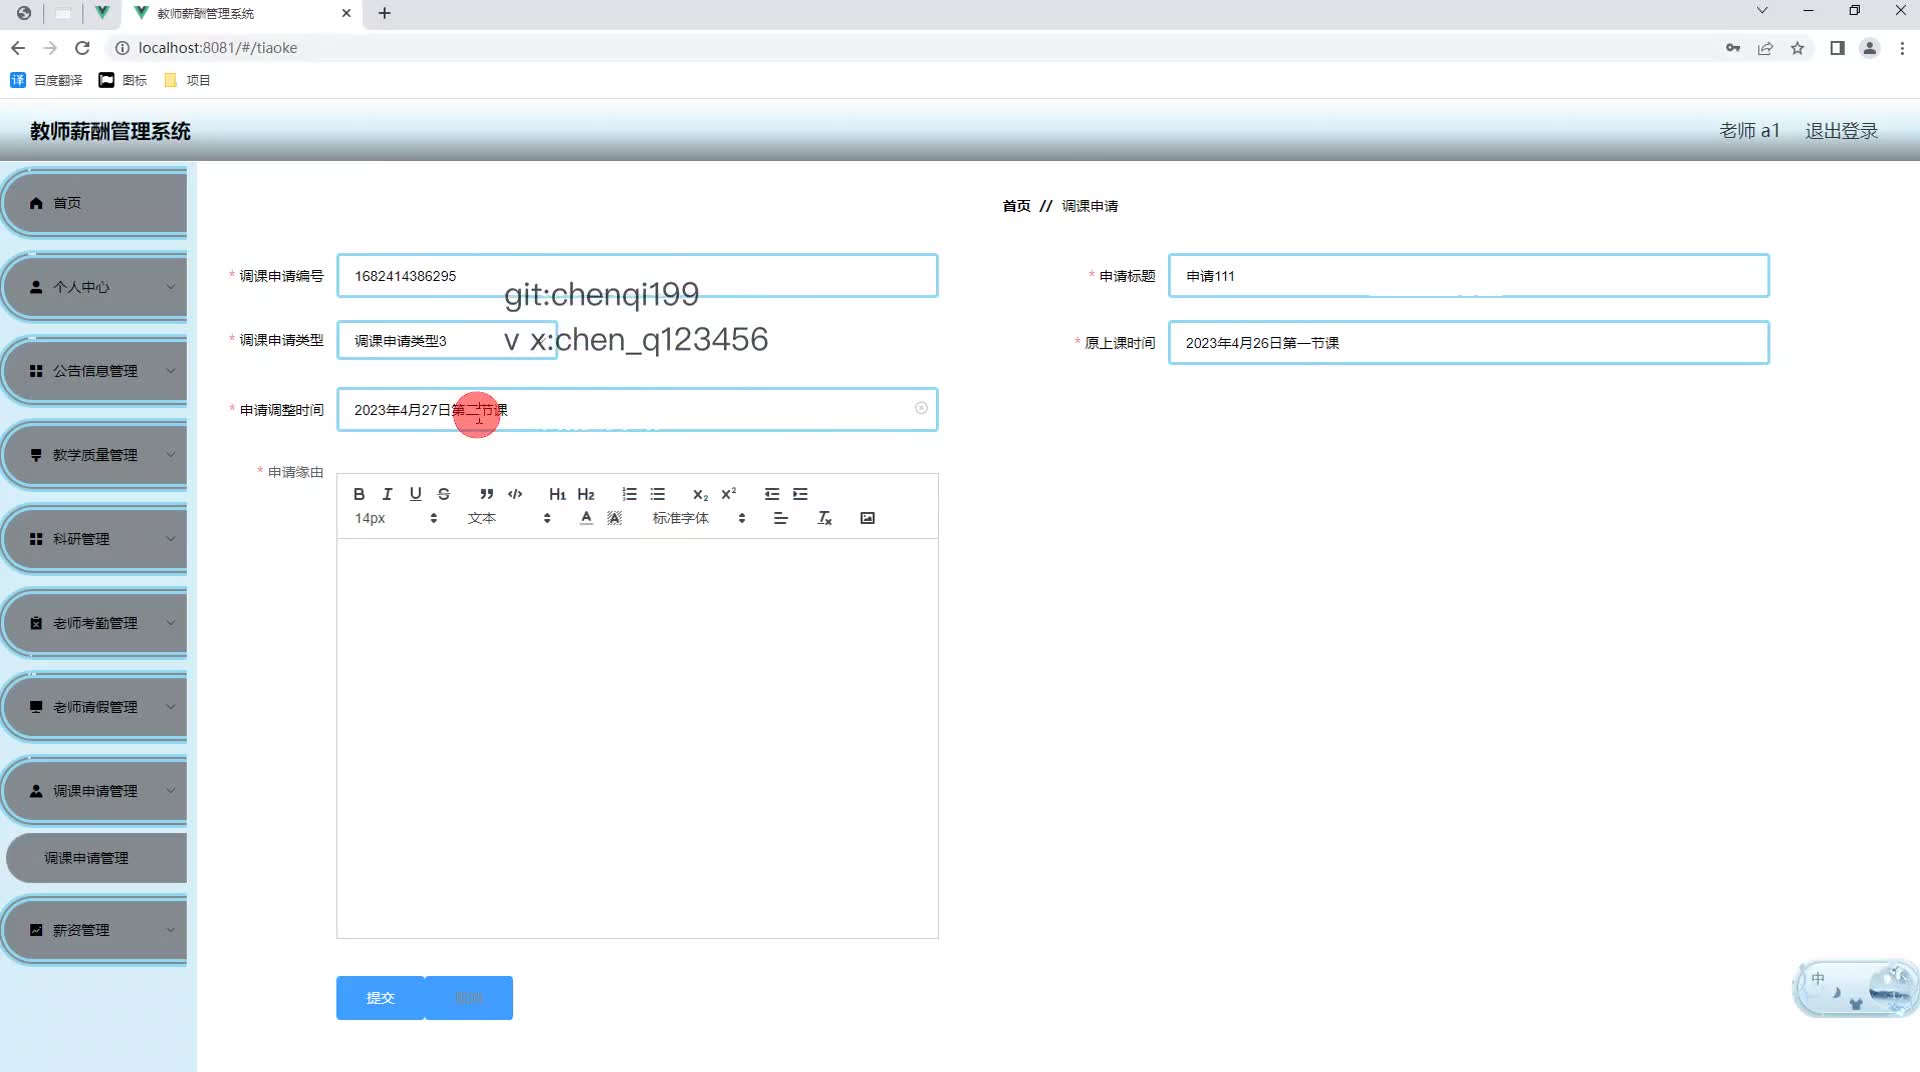 教师薪酬管理系统
localhost:8081/#/tiaoke
百度翻译 图标 项目
教师薪酬管理系统
老师 a1 退出登录
首页
个人中心
公告信息管理
教学质量管理
科研管理
老师考勤管理
老师请假管理
调课申请管理
调课申请管理
薪资管理
首页 // 调课申请
* 调课申请编号 1682414386295
* 申请标题 申请111
git:chenqi199
* 调课申请类型 调课申请类型3
v x:chen_q123456
* 原上课时间 2023年4月26日第一节课
* 申请调整时间 2023年4月27日第二节课
* 申请缘由
B I U S H1 H2 X2 X2
14px 文本 A A 标准字体 Tx
提交
中